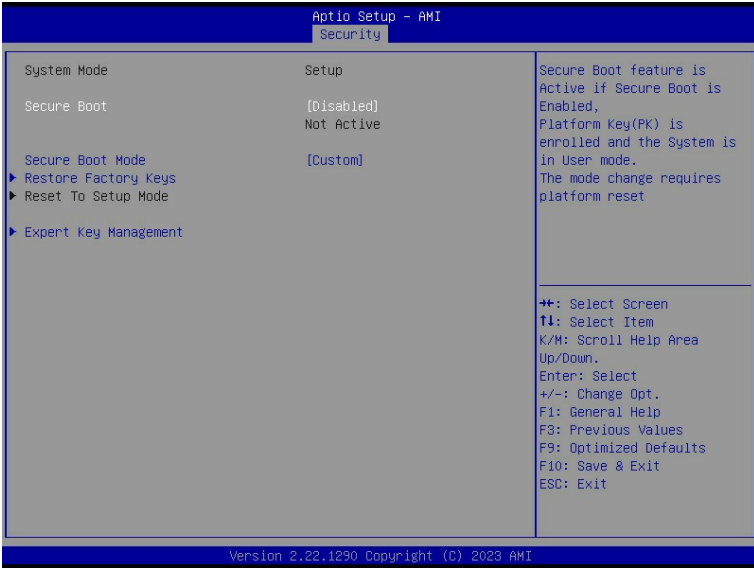 Aptio Setup – AMI
Security
System Mode Setup
Secure Boot [Disabled]
Not Active
Secure Boot Mode [Custom]
▶ Restore Factory Keys
▶ Reset To Setup Mode
▶ Expert Key Management
Secure Boot feature is
Active if Secure Boot is
Enabled,
Platform Key(PK) is
enrolled and the System is
in User mode.
The mode change requires
platform reset
→←: Select Screen
↑↓: Select Item
K/M: Scroll Help Area
Up/Down.
Enter: Select
+/-: Change Opt.
F1: General Help
F3: Previous Values
F9: Optimized Defaults
F10: Save & Exit
ESC: Exit
Version 2.22.1290 Copyright (C) 2023 AMI